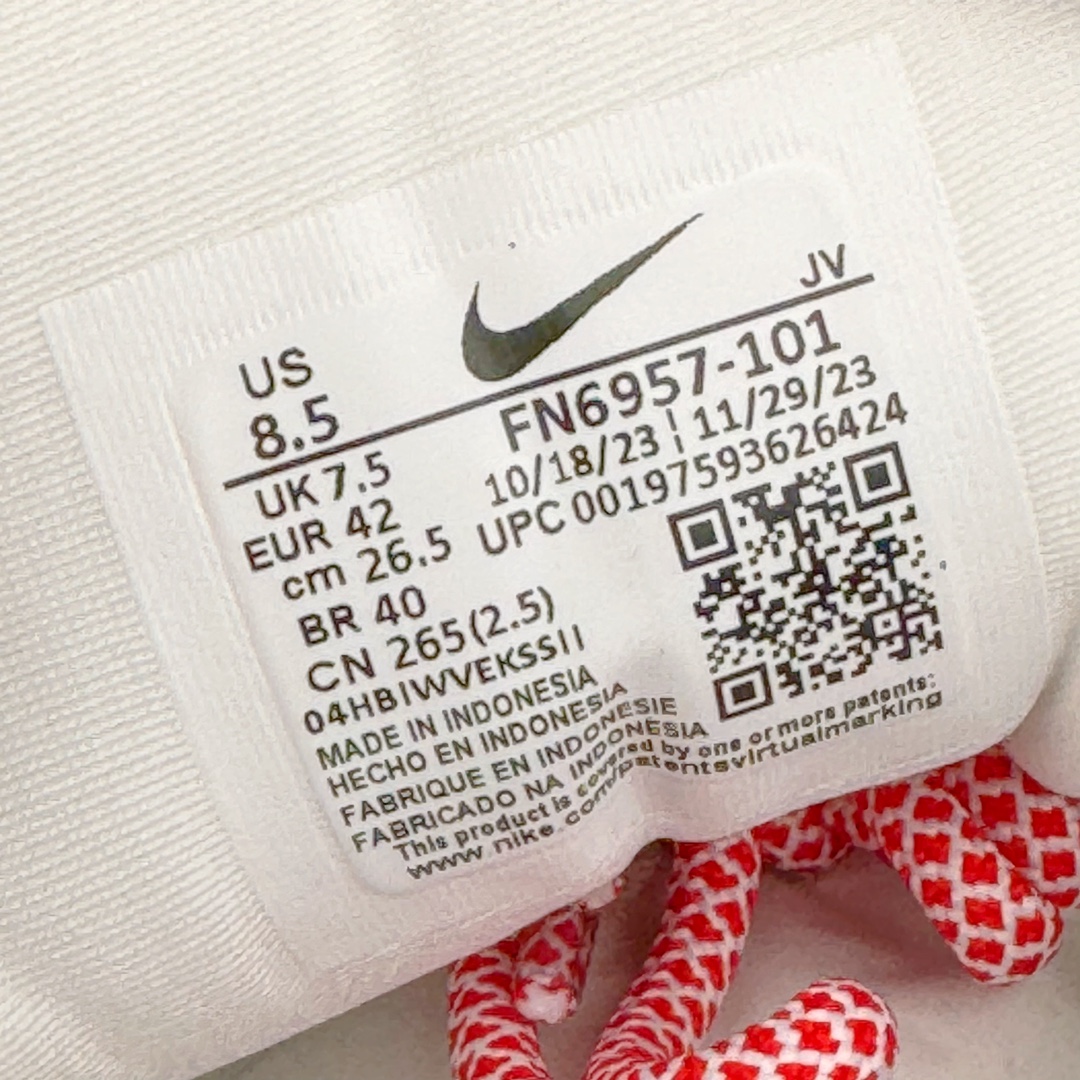 JV
US
8.5
FN6957-101
10/18/23 ¦ 11/29/23
UPC 00197593626424
UK 7.5
EUR 42
cm 26.5
BR 40
CN 265(2.5)
04HBIWVEKSSII
MADE IN INDONESIA
HECHO EN INDONESIA
FABRIQUE EN INDONESIE
FABRICADO NA INDONESIA
This product is covered by one or more patents:
www.nike.com/patentsvirtualmarking